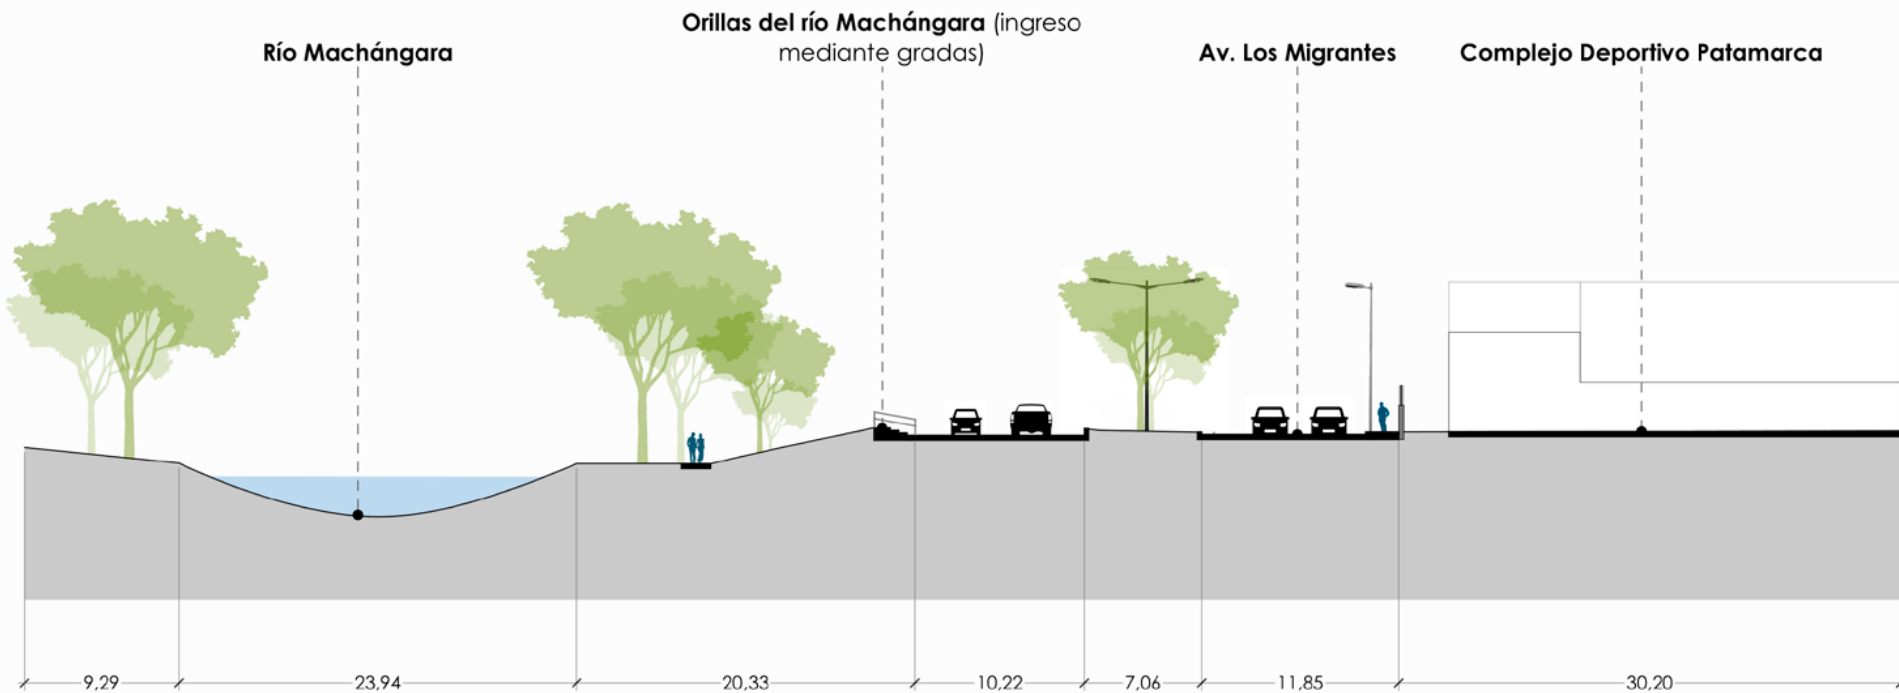 Orillas del río Machángara (ingreso
mediante gradas)
Río Machángara
Av. Los Migrantes
Complejo Deportivo Patamarca
9,29
23,94
20,33
10,22
7,06
11,85
30,20